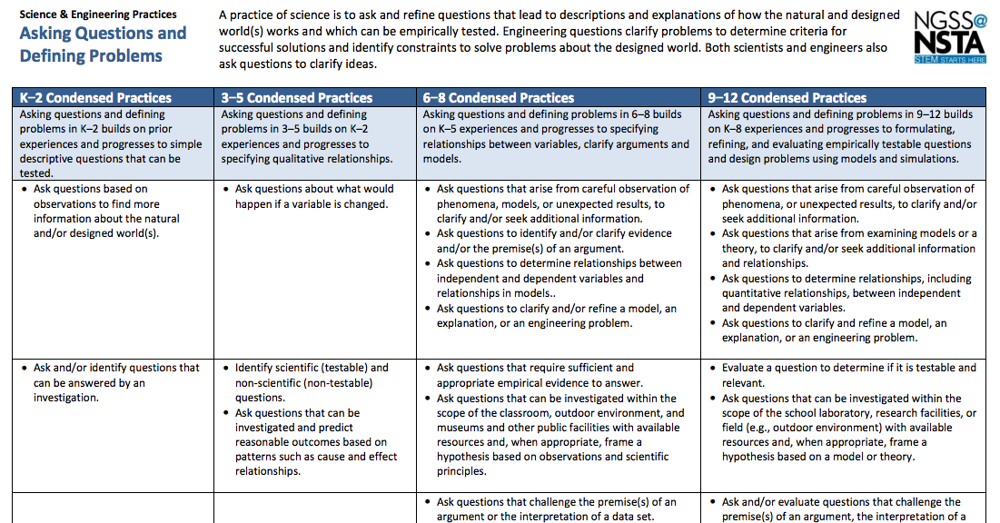 Science & Engineering Practices
Asking Questions and
Defining Problems
A practice of science is to ask and refine questions that lead to descriptions and explanations of how the natural and designed
world(s) works and which can be empirically tested. Engineering questions clarify problems to determine criteria for
successful solutions and identify constraints to solve problems about the designed world. Both scientists and engineers also
ask questions to clarify ideas.
NGSS@
NSTA
STEM STARTS HERE
K–2 Condensed Practices
Asking questions and defining
problems in K–2 builds on prior
experiences and progresses to simple
descriptive questions that can be
tested.
3–5 Condensed Practices
Asking questions and defining
problems in 3–5 builds on K–2
experiences and progresses to
specifying qualitative relationships.
6–8 Condensed Practices
Asking questions and defining problems in 6–8 builds
on K–5 experiences and progresses to specifying
relationships between variables, clarify arguments and
models.
9–12 Condensed Practices
Asking questions and defining problems in 9–12 builds
on K–8 experiences and progresses to formulating,
refining, and evaluating empirically testable questions
and design problems using models and simulations.
• Ask questions based on
observations to find more
information about the natural
and/or designed world(s).
• Ask questions about what would
happen if a variable is changed.
• Ask questions that arise from careful observation of
phenomena, models, or unexpected results, to
clarify and/or seek additional information.
• Ask questions to identify and/or clarify evidence
and/or the premise(s) of an argument.
• Ask questions to determine relationships between
independent and dependent variables and
relationships in models..
• Ask questions to clarify and/or refine a model, an
explanation, or an engineering problem.
• Ask questions that arise from careful observation of
phenomena, or unexpected results, to clarify and/or
seek additional information.
• Ask questions that arise from examining models or a
theory, to clarify and/or seek additional information
and relationships.
• Ask questions to determine relationships, including
quantitative relationships, between independent
and dependent variables.
• Ask questions to clarify and refine a model, an
explanation, or an engineering problem.
• Ask and/or identify questions that
can be answered by an
investigation.
• Identify scientific (testable) and
non-scientific (non-testable)
questions.
• Ask questions that can be
investigated and predict
reasonable outcomes based on
patterns such as cause and effect
relationships.
• Ask questions that require sufficient and
appropriate empirical evidence to answer.
• Ask questions that can be investigated within the
scope of the classroom, outdoor environment, and
museums and other public facilities with available
resources and, when appropriate, frame a
hypothesis based on observations and scientific
principles.
• Evaluate a question to determine if it is testable and
relevant.
• Ask questions that can be investigated within the
scope of the school laboratory, research facilities, or
field (e.g., outdoor environment) with available
resources and, when appropriate, frame a
hypothesis based on a model or theory.
• Ask questions that challenge the premise(s) of an
argument or the interpretation of a data set.
• Ask and/or evaluate questions that challenge the
premise(s) of an argument, the interpretation of a